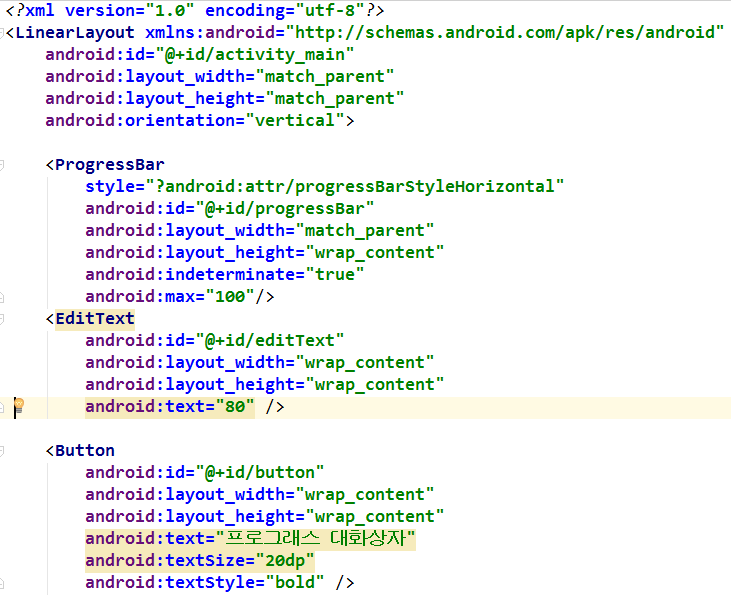 <?xml version="1.0" encoding="utf-8"?>
<LinearLayout xmlns:android="http://schemas.android.com/apk/res/android"
    android:id="@+id/activity_main"
    android:layout_width="match_parent"
    android:layout_height="match_parent"
    android:orientation="vertical">

    <ProgressBar
        style="?android:attr/progressBarStyleHorizontal"
        android:id="@+id/progressBar"
        android:layout_width="match_parent"
        android:layout_height="wrap_content"
        android:indeterminate="true"
        android:max="100"/>
    <EditText
        android:id="@+id/editText"
        android:layout_width="wrap_content"
        android:layout_height="wrap_content"
        android:text="80" />

    <Button
        android:id="@+id/button"
        android:layout_width="wrap_content"
        android:layout_height="wrap_content"
        android:text="프로그래스 대화상자"
        android:textSize="20dp"
        android:textStyle="bold" />